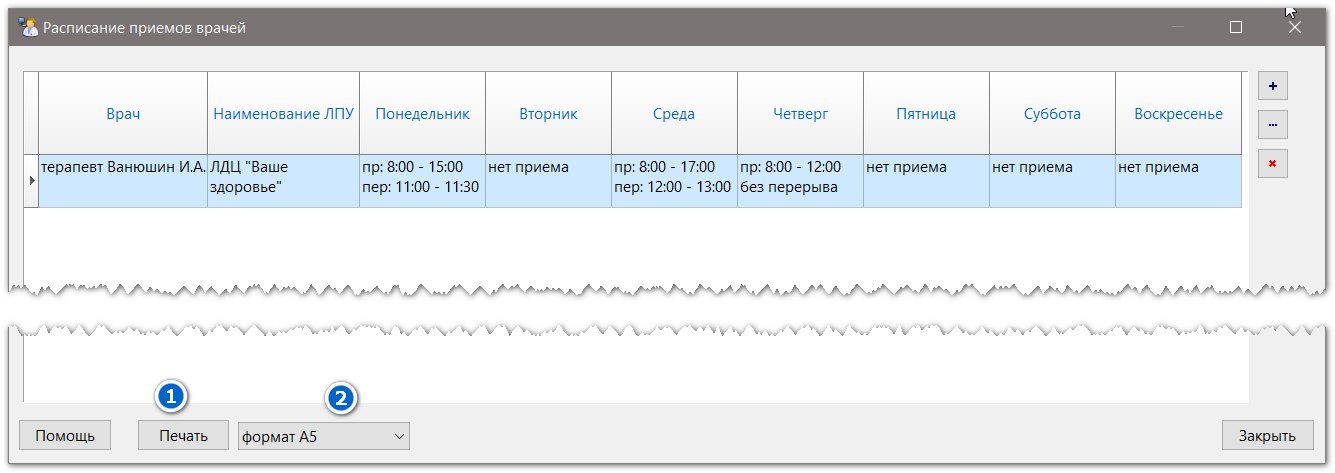 Расписание приемов врачей
Врач Наименование ЛПУ Понедельник Вторник Среда Четверг Пятница Суббота Воскресенье
терапевт Ванюшин И.А. ЛДЦ "Ваше пр: 8:00 - 15:00 нет приема пр: 8:00 - 17:00 пр: 8:00 - 12:00 нет приема нет приема нет приема
здоровье" пер: 11:00 - 11:30 пер: 12:00 - 13:00 без перерыва
1 2
Помощь Печать формат А5 Закрыть